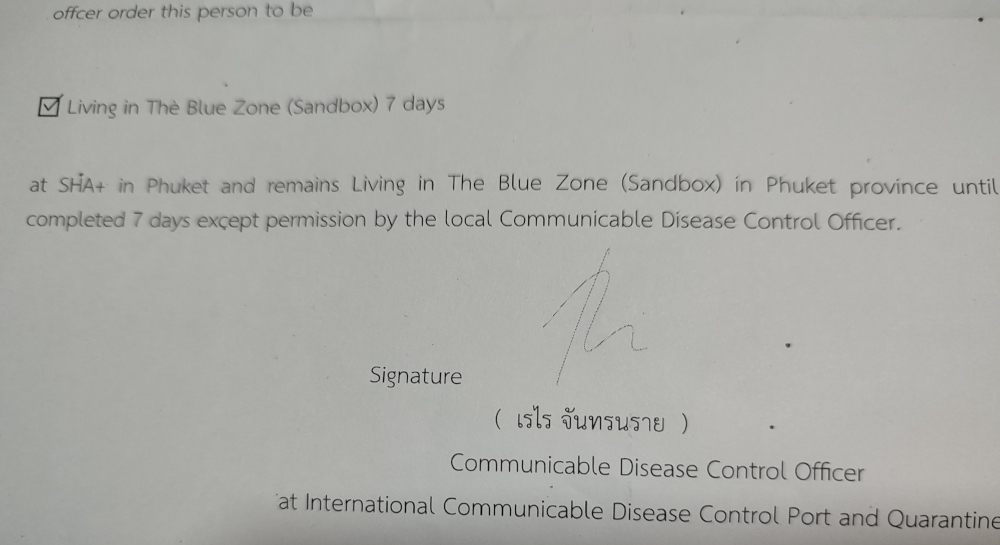 offcer order this person to be
☑ Living in The Blue Zone (Sandbox) 7 days
at SHA+ in Phuket and remains Living in The Blue Zone (Sandbox) in Phuket province until
completed 7 days except permission by the local Communicable Disease Control Officer.
Signature
( เรไร จันทรนราย )
Communicable Disease Control Officer
at International Communicable Disease Control Port and Quarantine